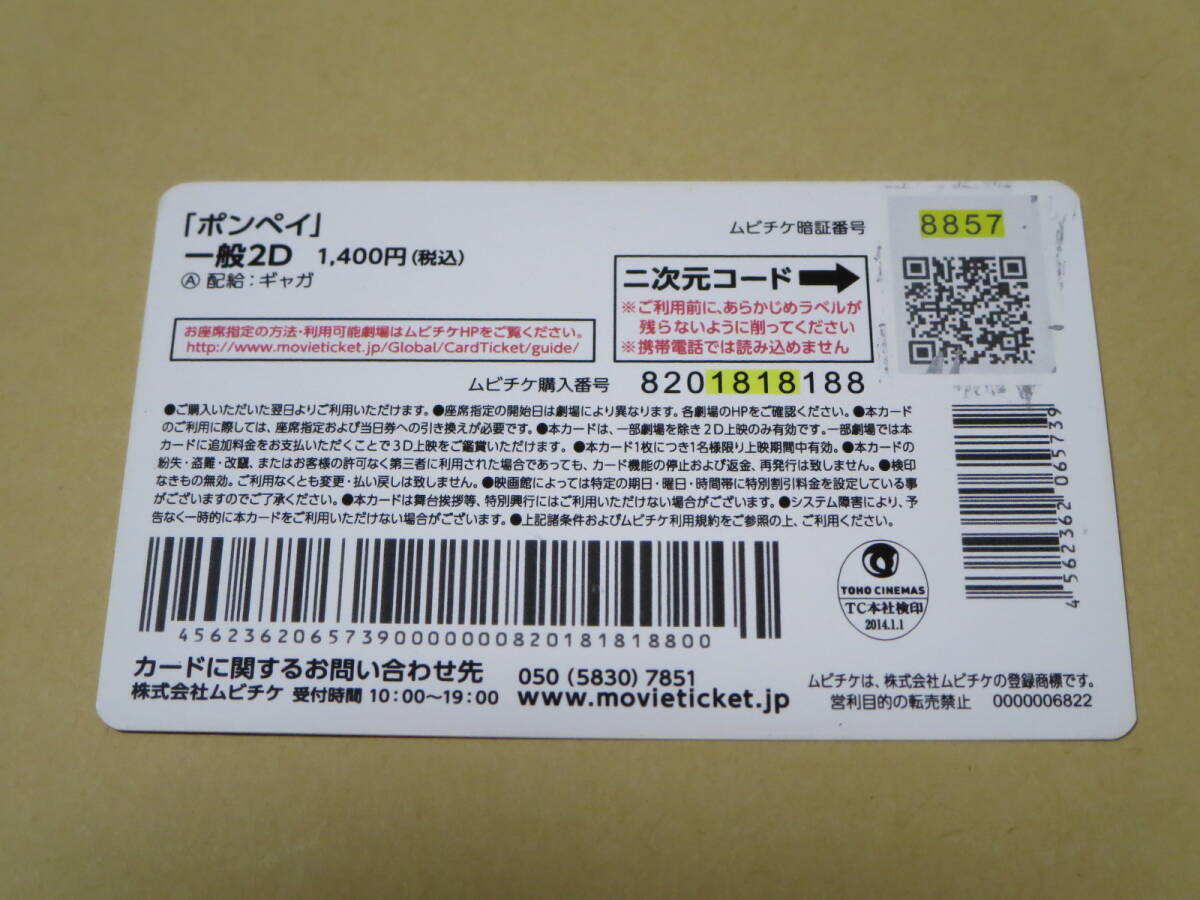 「ポンペイ」
一般2D 1,400円(税込)
Ⓐ 配給:ギャガ
ムビチケ暗証番号 8857
二次元コード
※ご利用前に、あらかじめラベルが
残らないように削ってください
※携帯電話では読み込めません
お座席指定の方法・利用可能劇場はムビチケHPをご覧ください。
http://www.movieticket.jp/Global/CardTicket/guide/
ムビチケ購入番号 8201818188
●ご購入いただいた翌日よりご利用いただけます。●座席指定の開始日は劇場により異なります。各劇場のHPをご確認ください。●本カード
のご利用に際しては、座席指定および当日券への引き換えが必要です。●本カードは、一部劇場を除き2D上映のみ有効です。一部劇場では本
カードに追加料金をお支払いただくことで3D上映をご鑑賞いただけます。●本カード1枚につき1名様限り上映期間中有効。●本カードの
紛失・盗難・改竄、またはお客様の許可なく第三者に利用された場合であっても、カード機能の停止および返金、再発行は致しません。●検印
なきもの無効。ご利用なくとも変更・払い戻しは致しません。●映画館によっては特定の期日・曜日・時間帯に特別割引料金を設定している事
がございますのでご了承ください。●本カードは舞台挨拶等、特別興行にはご利用いただけない場合がございます。●システム障害により、予
告なく一時的に本カードをご利用いただけない場合がございます。●上記諸条件およびムビチケ利用規約をご参照の上、ご利用ください。
4562362065739
456236206573900000008201818188​00
TOHO CINEMAS
TC本社検印
2014.1.1
カードに関するお問い合わせ先 050 (5830) 7851
株式会社ムビチケ 受付時間 10:00〜19:00 www.movieticket.jp
ムビチケは、株式会社ムビチケの登録商標です。
営利目的の転売禁止 0000006822